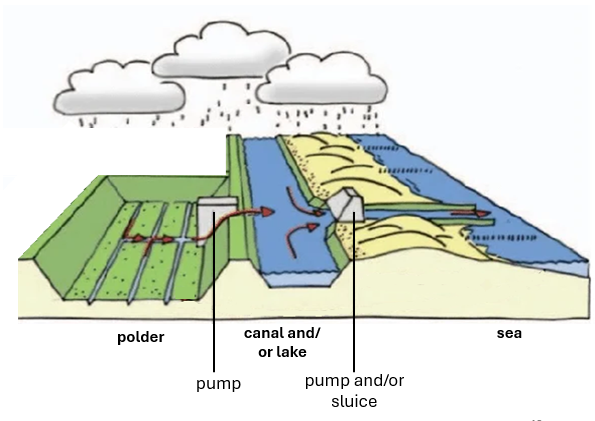 polder
canal and/
or lake
sea
pump
pump and/or
sluice